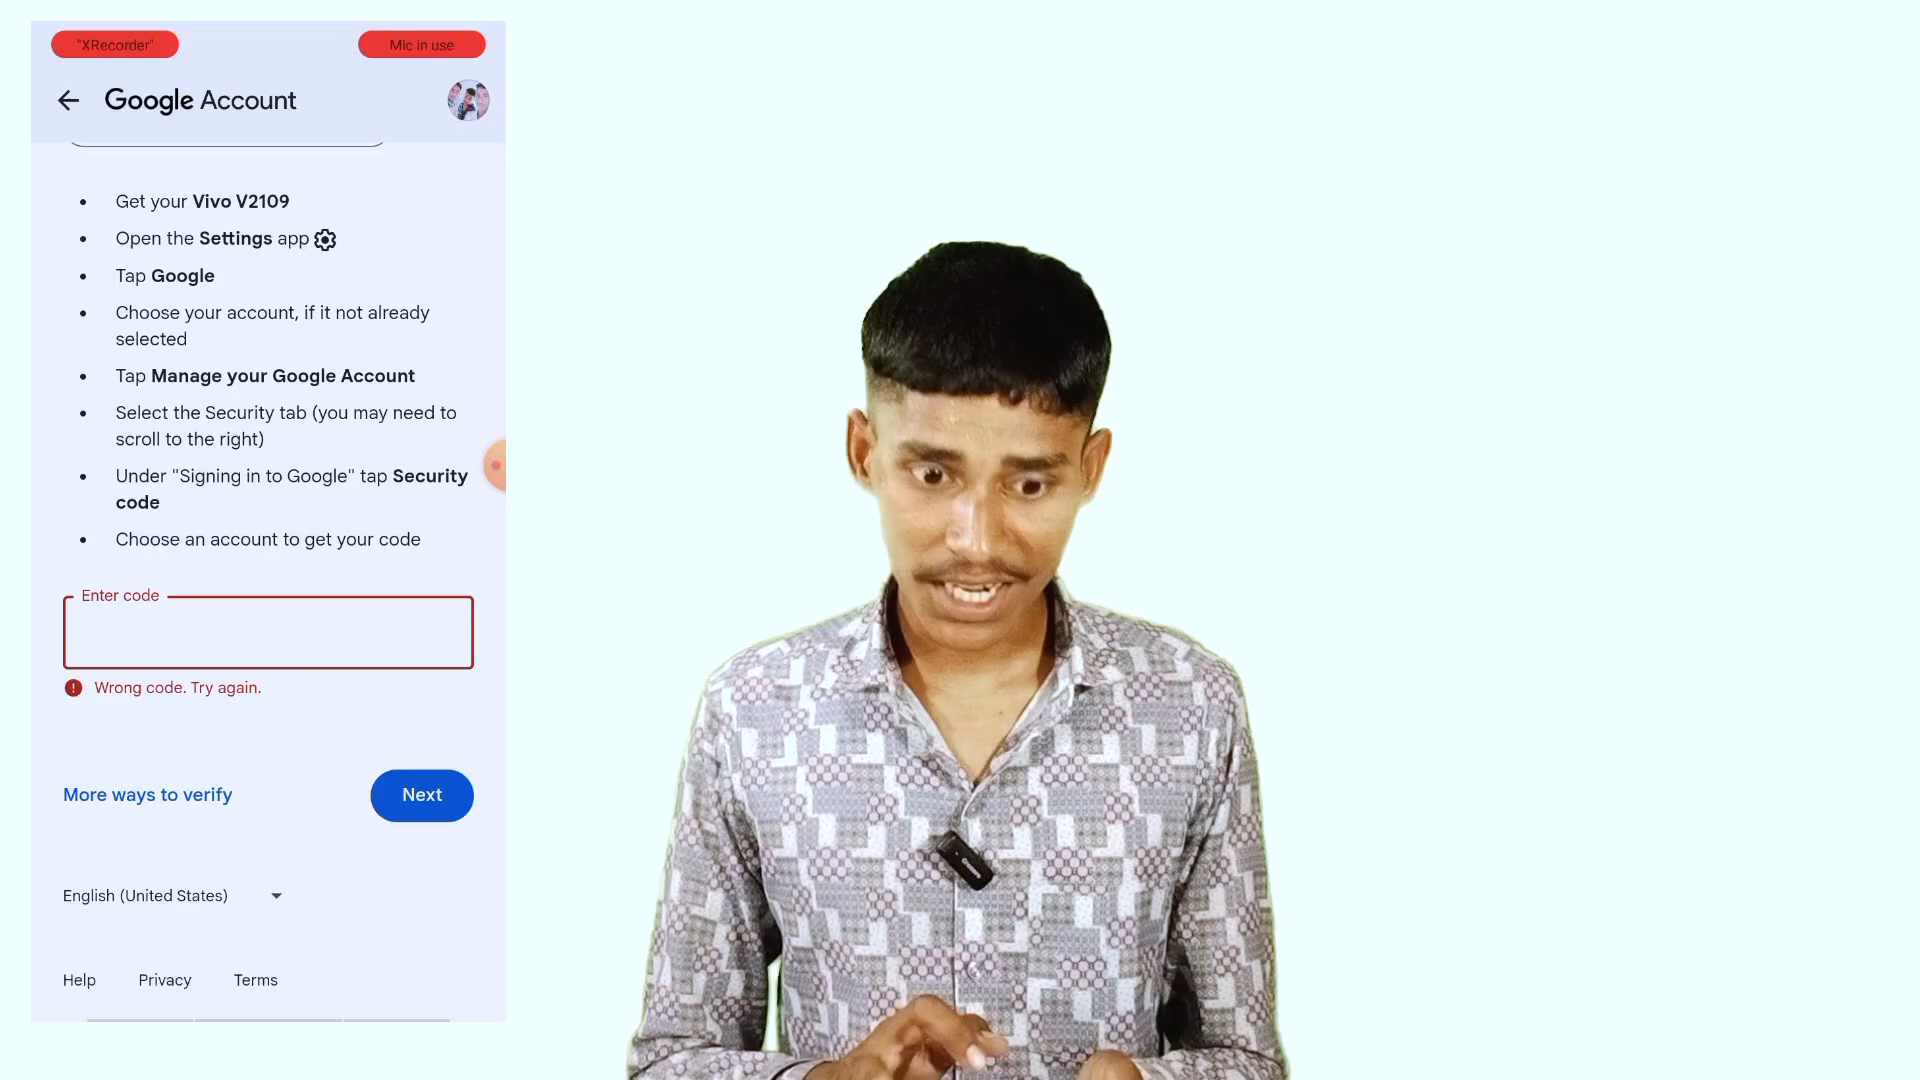 "XRecorder"
Mic in use
Google Account
Get your Vivo V2109
Open the Settings app
Tap Google
Choose your account, if it not already
selected
Tap Manage your Google Account
Select the Security tab (you may need to
scroll to the right)
Under "Signing in to Google" tap Security
code
Choose an account to get your code
Enter code
Wrong code. Try again.
More ways to verify
Next
English (United States)
Help
Privacy
Terms